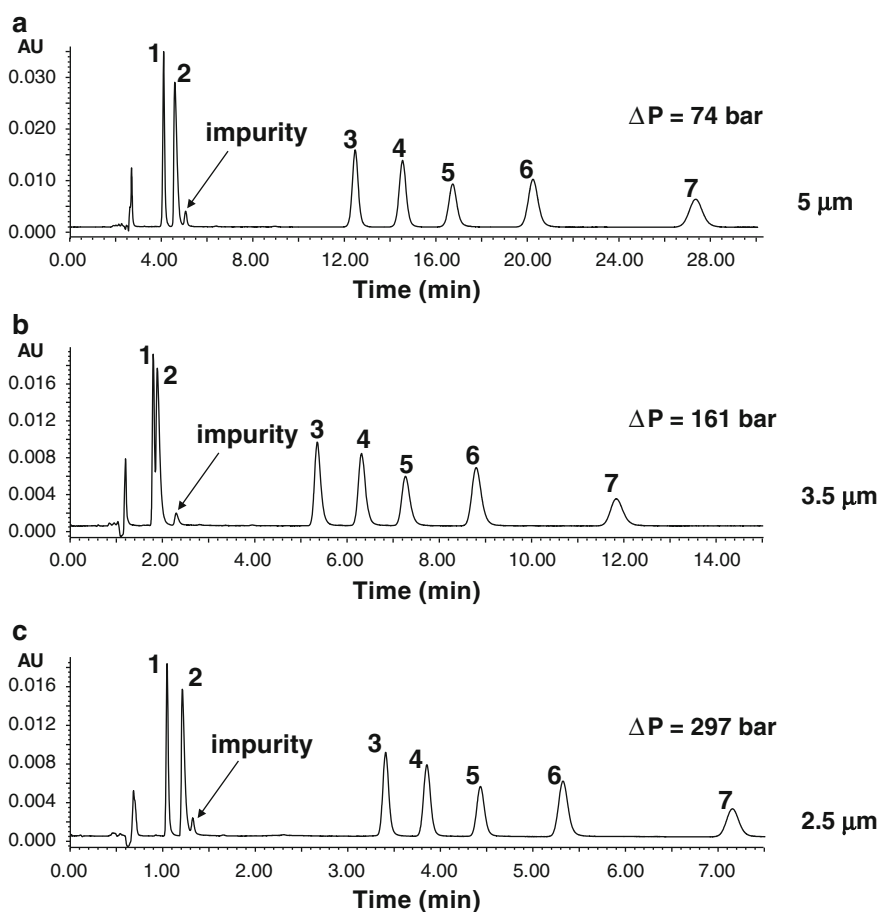 a
AU
1
2
impurity
3
4
5
6
7
ΔP = 74 bar
5 μm
0.030
0.020
0.010
0.000
0.00 4.00 8.00 12.00 16.00 20.00 24.00 28.00
Time (min)
b
AU
1
2
impurity
3
4
5
6
7
ΔP = 161 bar
3.5 μm
0.016
0.012
0.008
0.004
0.000
0.00 2.00 4.00 6.00 8.00 10.00 12.00 14.00
Time (min)
c
AU
1
2
impurity
3
4
5
6
7
ΔP = 297 bar
2.5 μm
0.016
0.012
0.008
0.004
0.000
0.00 1.00 2.00 3.00 4.00 5.00 6.00 7.00
Time (min)